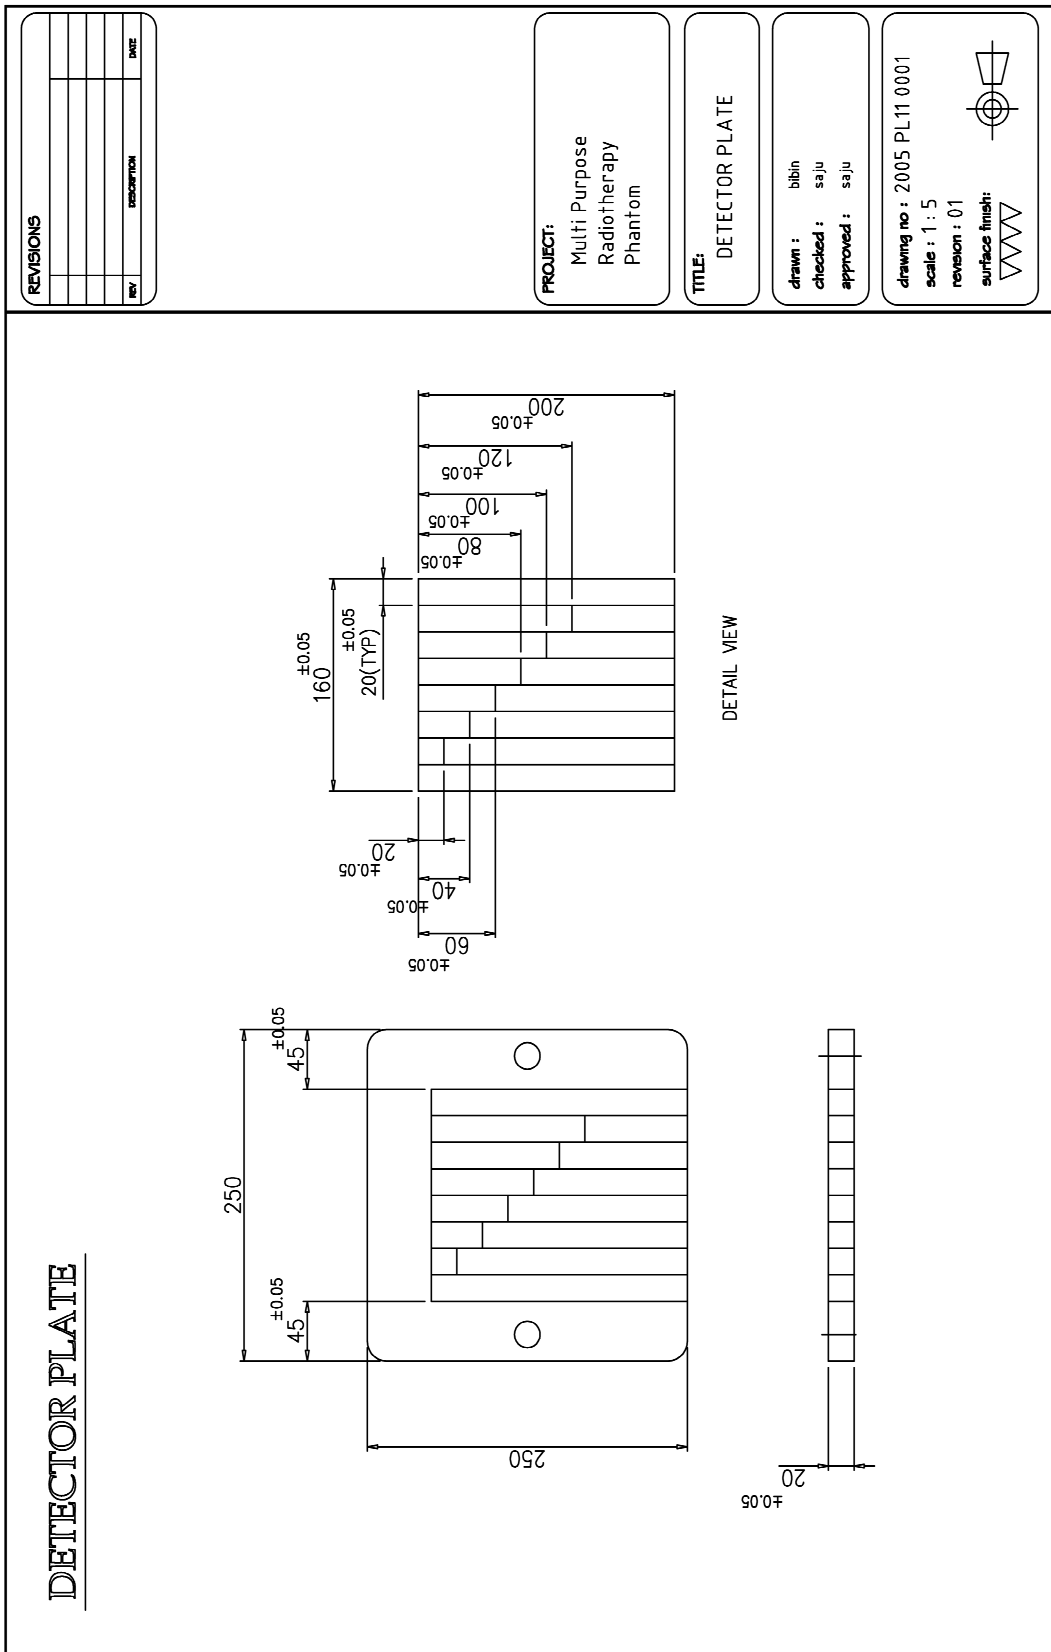 DETECTOR PLATE
250
45
±0.05
45
±0.05
250
20
±0.05
160
±0.05
20(TYP)
±0.05
20
±0.05
40
±0.05
60
±0.05
80
±0.05
100
±0.05
120
±0.05
200
±0.05
DETAIL VIEW
REVISIONS
REV DESCRIPTION DATE
PROJECT:
Multi Purpose
Radiotherapy
Phantom
TITLE:
DETECTOR PLATE
drawn : bibin
checked : saju
approved : saju
drawing no : 2005 PL11 0001
scale : 1 : 5
revision : 01
surface finish: